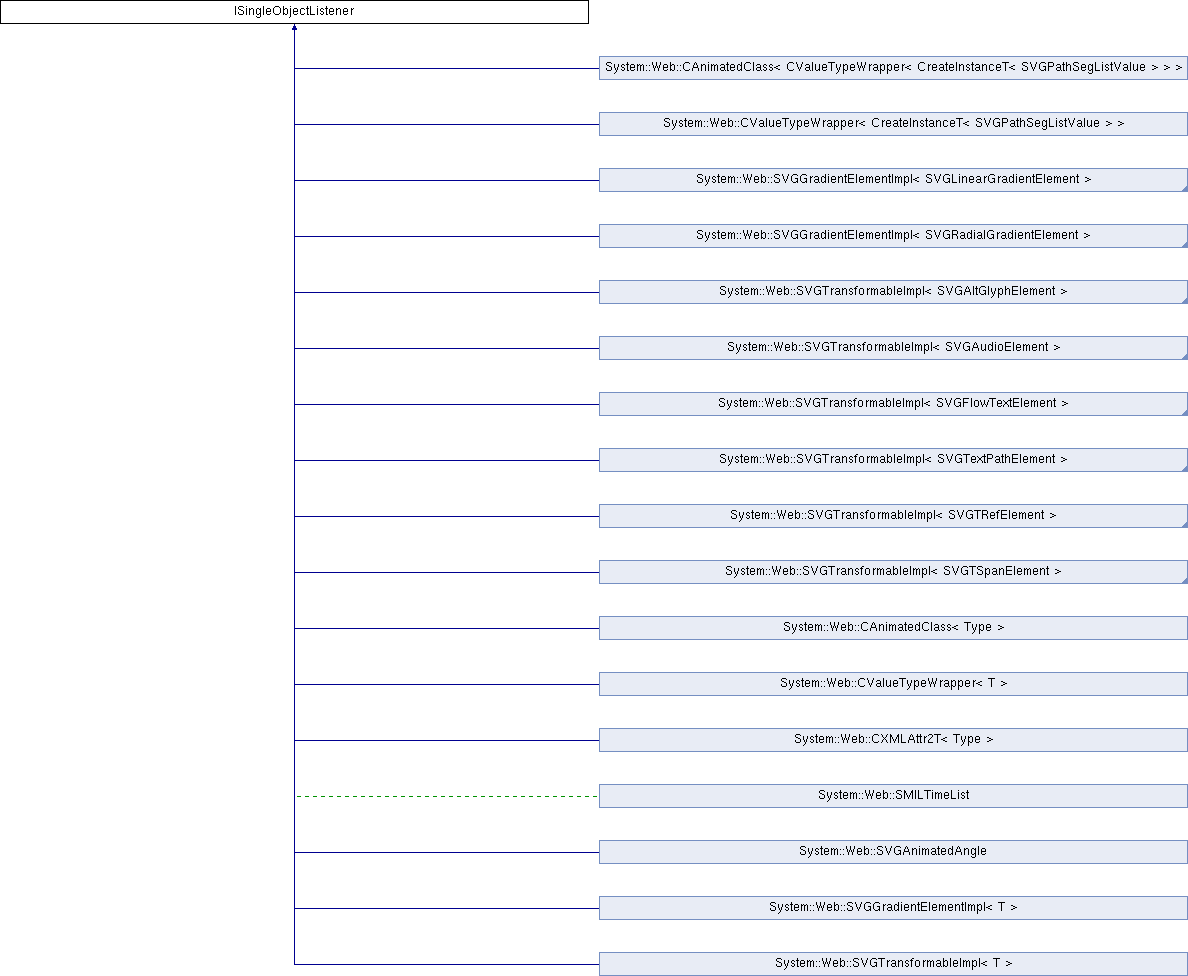 ISingleObjectListener
System::Web::CAnimatedClass< CValueTypeWrapper< CreateInstanceT< SVGPathSegListValue > > >
System::Web::CValueTypeWrapper< CreateInstanceT< SVGPathSegListValue > >
System::Web::SVGGradientElementImpl< SVGLinearGradientElement >
System::Web::SVGGradientElementImpl< SVGRadialGradientElement >
System::Web::SVGTransformableImpl< SVGAltGlyphElement >
System::Web::SVGTransformableImpl< SVGAudioElement >
System::Web::SVGTransformableImpl< SVGFlowTextElement >
System::Web::SVGTransformableImpl< SVGTextPathElement >
System::Web::SVGTransformableImpl< SVGTRefElement >
System::Web::SVGTransformableImpl< SVGTSpanElement >
System::Web::CAnimatedClass< Type >
System::Web::CValueTypeWrapper< T >
System::Web::CXMLAttr2T< Type >
System::Web::SMILTimeList
System::Web::SVGAnimatedAngle
System::Web::SVGGradientElementImpl< T >
System::Web::SVGTransformableImpl< T >